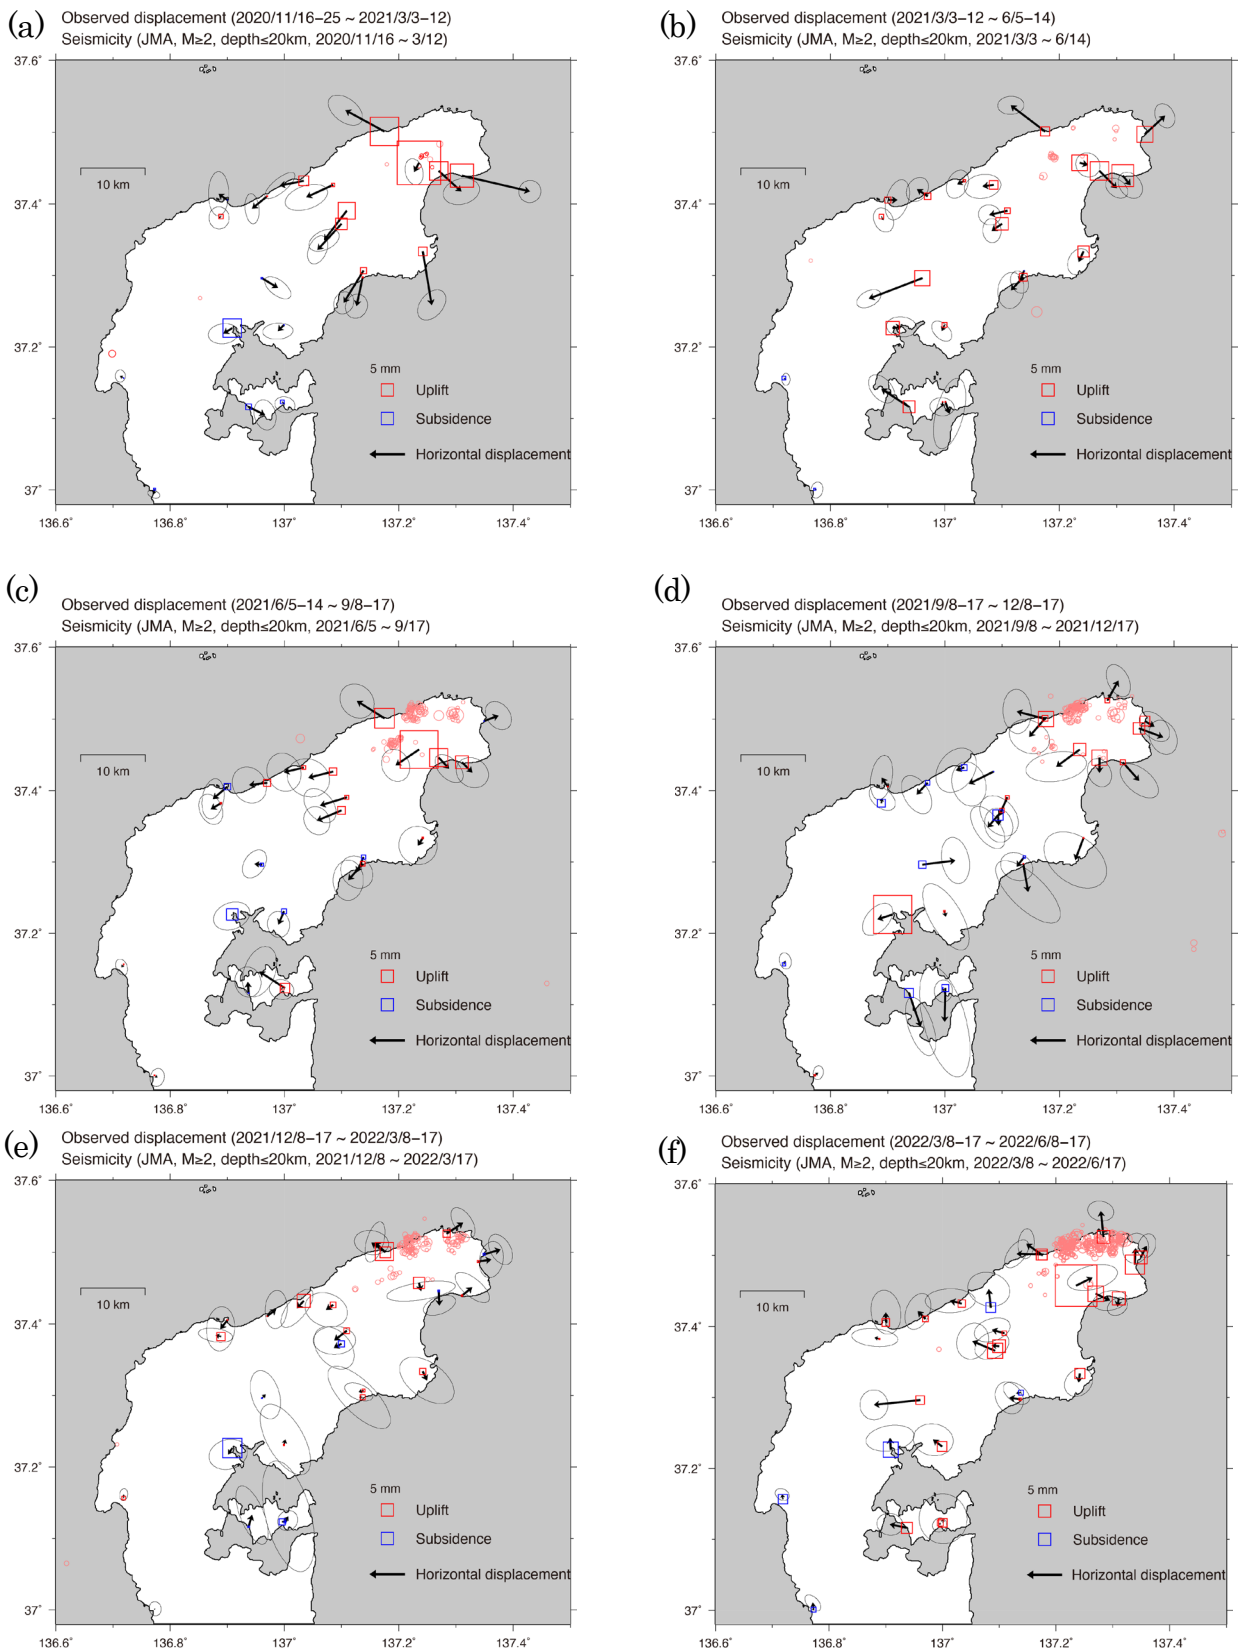 (a)
Observed displacement (2020/11/16−25 ~ 2021/3/3−12)
Seismicity (JMA, M≥2, depth≤20km, 2020/11/16 ~ 3/12)
37.6˚
37.4˚
37.2˚
37˚
10 km
5 mm
Uplift
Subsidence
Horizontal displacement
136.6˚ 136.8˚ 137˚ 137.2˚ 137.4˚
(b)
Observed displacement (2021/3/3−12 ~ 6/5−14)
Seismicity (JMA, M≥2, depth≤20km, 2021/3/3 ~ 6/14)
37.6˚
37.4˚
37.2˚
37˚
10 km
5 mm
Uplift
Subsidence
Horizontal displacement
136.6˚ 136.8˚ 137˚ 137.2˚ 137.4˚
(c)
Observed displacement (2021/6/5−14 ~ 9/8−17)
Seismicity (JMA, M≥2, depth≤20km, 2021/6/5 ~ 9/17)
37.6˚
37.4˚
37.2˚
37˚
10 km
5 mm
Uplift
Subsidence
Horizontal displacement
136.6˚ 136.8˚ 137˚ 137.2˚ 137.4˚
(d)
Observed displacement (2021/9/8−17 ~ 12/8−17)
Seismicity (JMA, M≥2, depth≤20km, 2021/9/8 ~ 2021/12/17)
37.6˚
37.4˚
37.2˚
37˚
10 km
5 mm
Uplift
Subsidence
Horizontal displacement
136.6˚ 136.8˚ 137˚ 137.2˚ 137.4˚
(e)
Observed displacement (2021/12/8−17 ~ 2022/3/8−17)
Seismicity (JMA, M≥2, depth≤20km, 2021/12/8 ~ 2022/3/17)
37.6˚
37.4˚
37.2˚
37˚
10 km
5 mm
Uplift
Subsidence
Horizontal displacement
136.6˚ 136.8˚ 137˚ 137.2˚ 137.4˚
(f)
Observed displacement (2022/3/8−17 ~ 2022/6/8−17)
Seismicity (JMA, M≥2, depth≤20km, 2022/3/8 ~ 2022/6/17)
37.6˚
37.4˚
37.2˚
37˚
10 km
5 mm
Uplift
Subsidence
Horizontal displacement
136.6˚ 136.8˚ 137˚ 137.2˚ 137.4˚